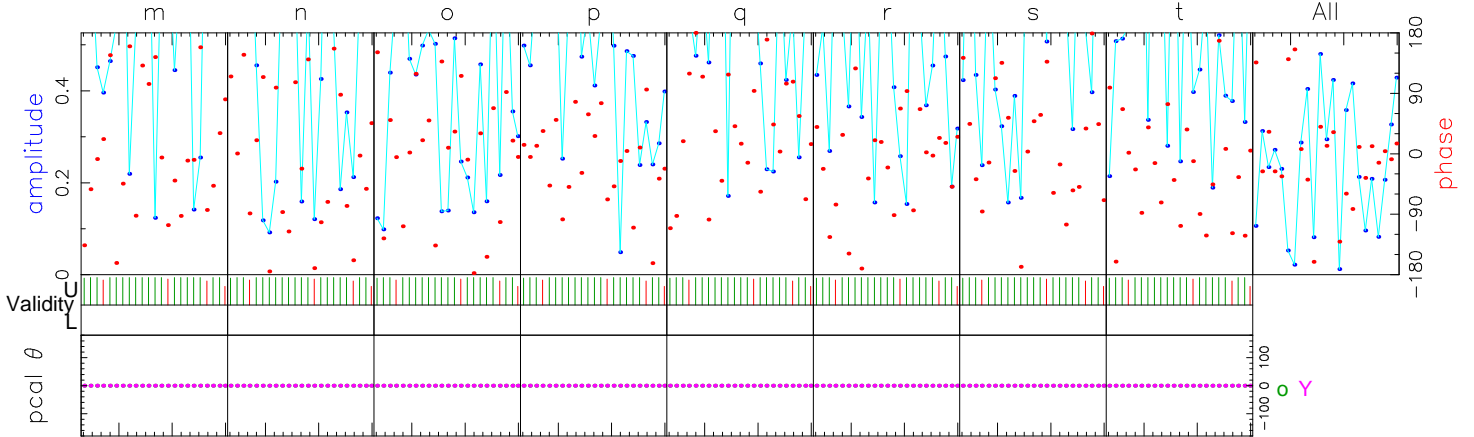 m n o p q r s t All
amplitude
0 0.2 0.4
180 90 0 −90 −180
phase
Validity U L
pcal θ
100 0 −100
o Y